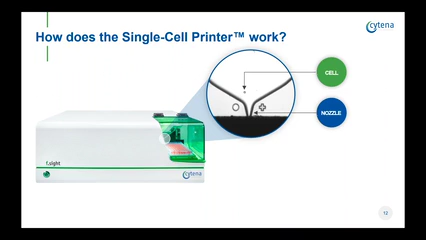 cytena
How does the Single-Cell Printer™ work?
CELL
NOZZLE
f.sight
cytena
12